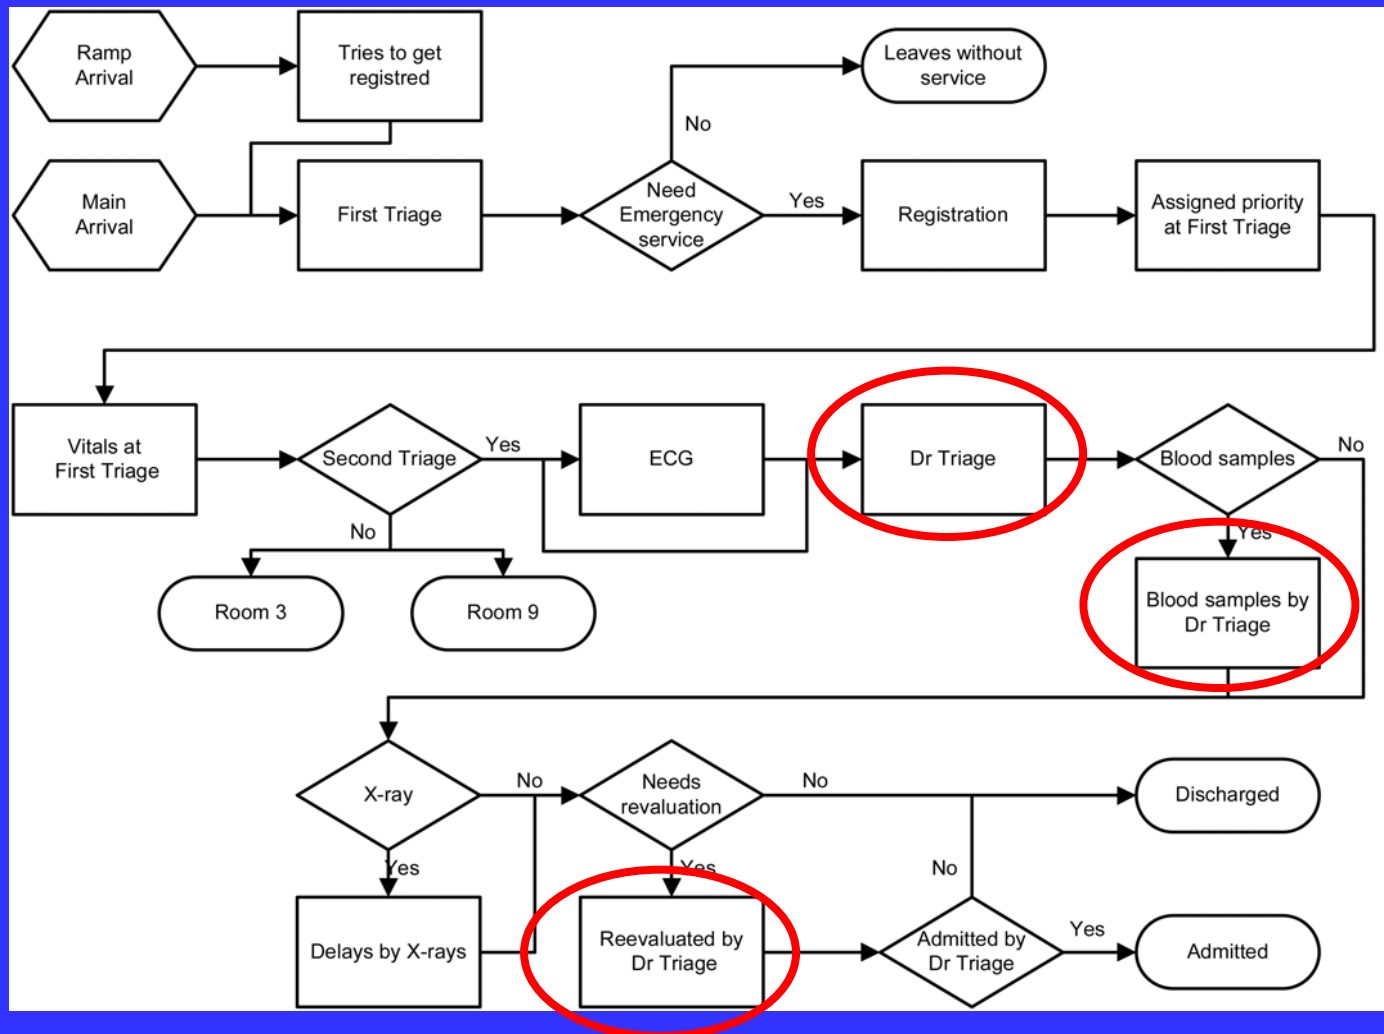 Ramp
Arrival
Tries to get
registred
Leaves without
service
No
Main
Arrival
First Triage
Need
Emergency
service
Yes
Registration
Assigned priority
at First Triage
Vitals at
First Triage
Second Triage
Yes
ECG
Dr Triage
Blood samples
No
No
Yes
Room 3
Room 9
Blood samples by
Dr Triage
X-ray
No
Needs
revaluation
No
Discharged
Yes
Yes
No
Delays by X-rays
Reevaluated by
Dr Triage
Admitted by
Dr Triage
Yes
Admitted